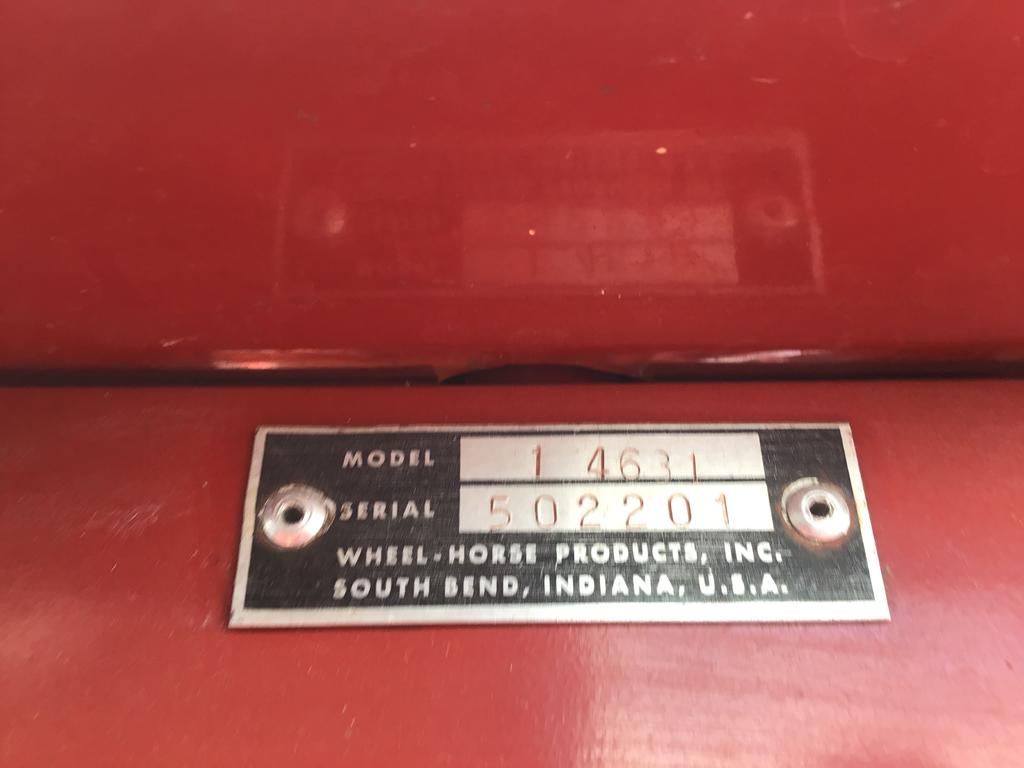 MODEL 1 4631
SERIAL 502201
WHEEL-HORSE PRODUCTS, INC.
SOUTH BEND, INDIANA, U.S.A.